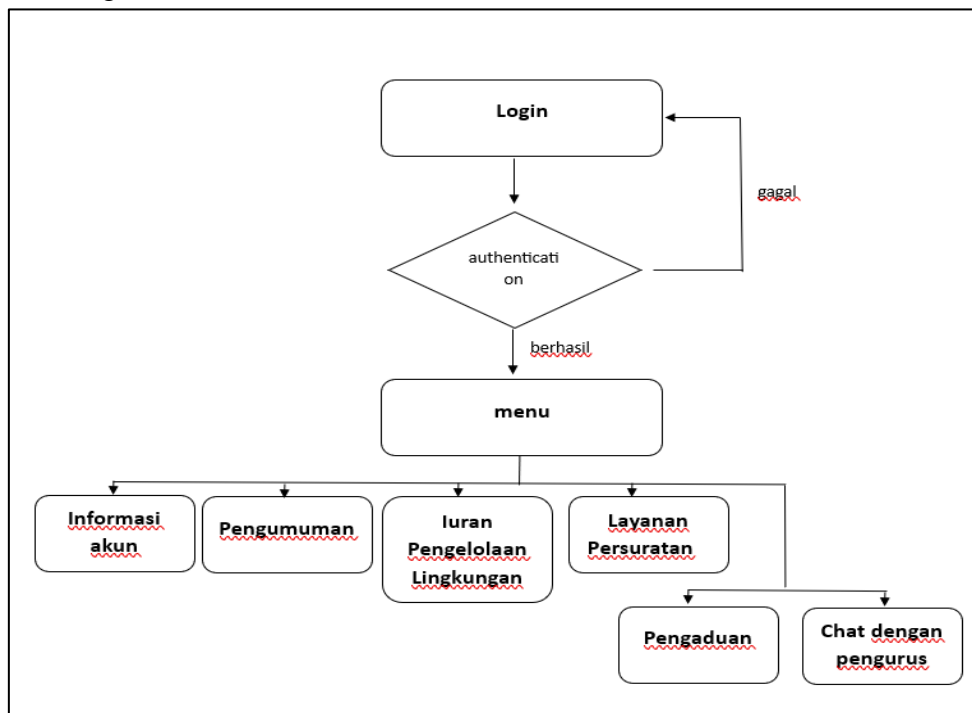 Login
gagal
authenticati
on
berhasil
menu
Informasi
akun
Pengumuman
Iuran
Pengelolaan
Lingkungan
Layanan
Persuratan
Pengaduan
Chat dengan
pengurus